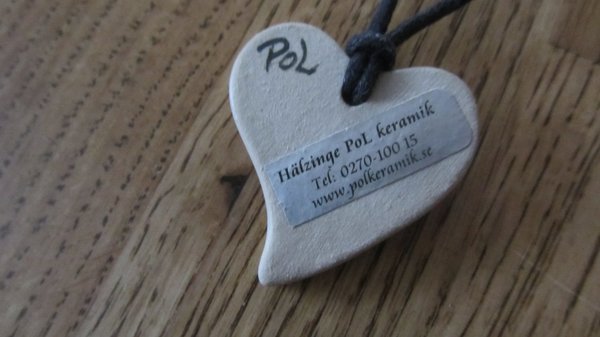 PoL
Hälzinge PoL keramik
Tel: 0270-100 15
www.polkeramik.se